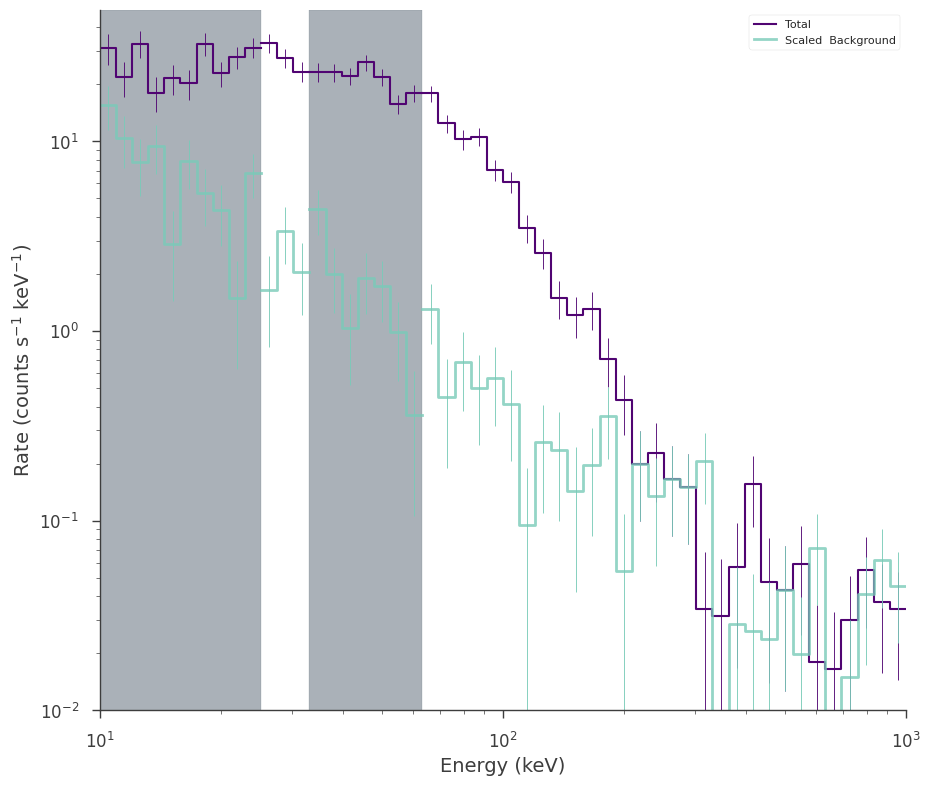 Total
Scaled  Background
Rate (counts s⁻¹ keV⁻¹)
10¹
10⁰
10⁻¹
10⁻²
10¹
10²
10³
Energy (keV)